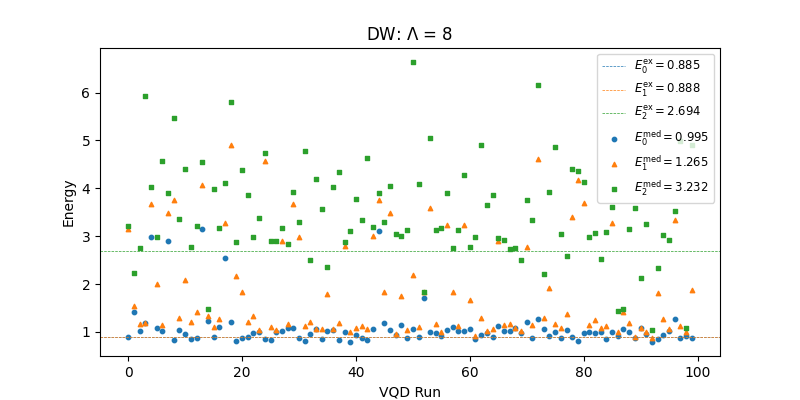 DW: Λ = 8
Energy
6
5
4
3
2
1
0
20
40
60
80
100
VQD Run
E₀ᵉˣ = 0.885
E₁ᵉˣ = 0.888
E₂ᵉˣ = 2.694
E₀ᵐᵉᵈ = 0.995
E₁ᵐᵉᵈ = 1.265
E₂ᵐᵉᵈ = 3.232